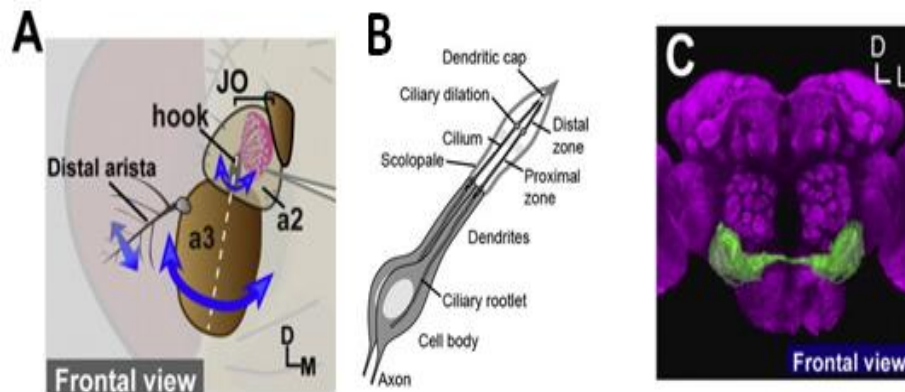 A
JO
hook
Distal arista
a2
a3
D
M
Frontal view
B
Dendritic cap
Ciliary dilation
Cilium
Distal
zone
Scolopale
Proximal
zone
Dendrites
Ciliary rootlet
Cell body
Axon
C
D
L
Frontal view